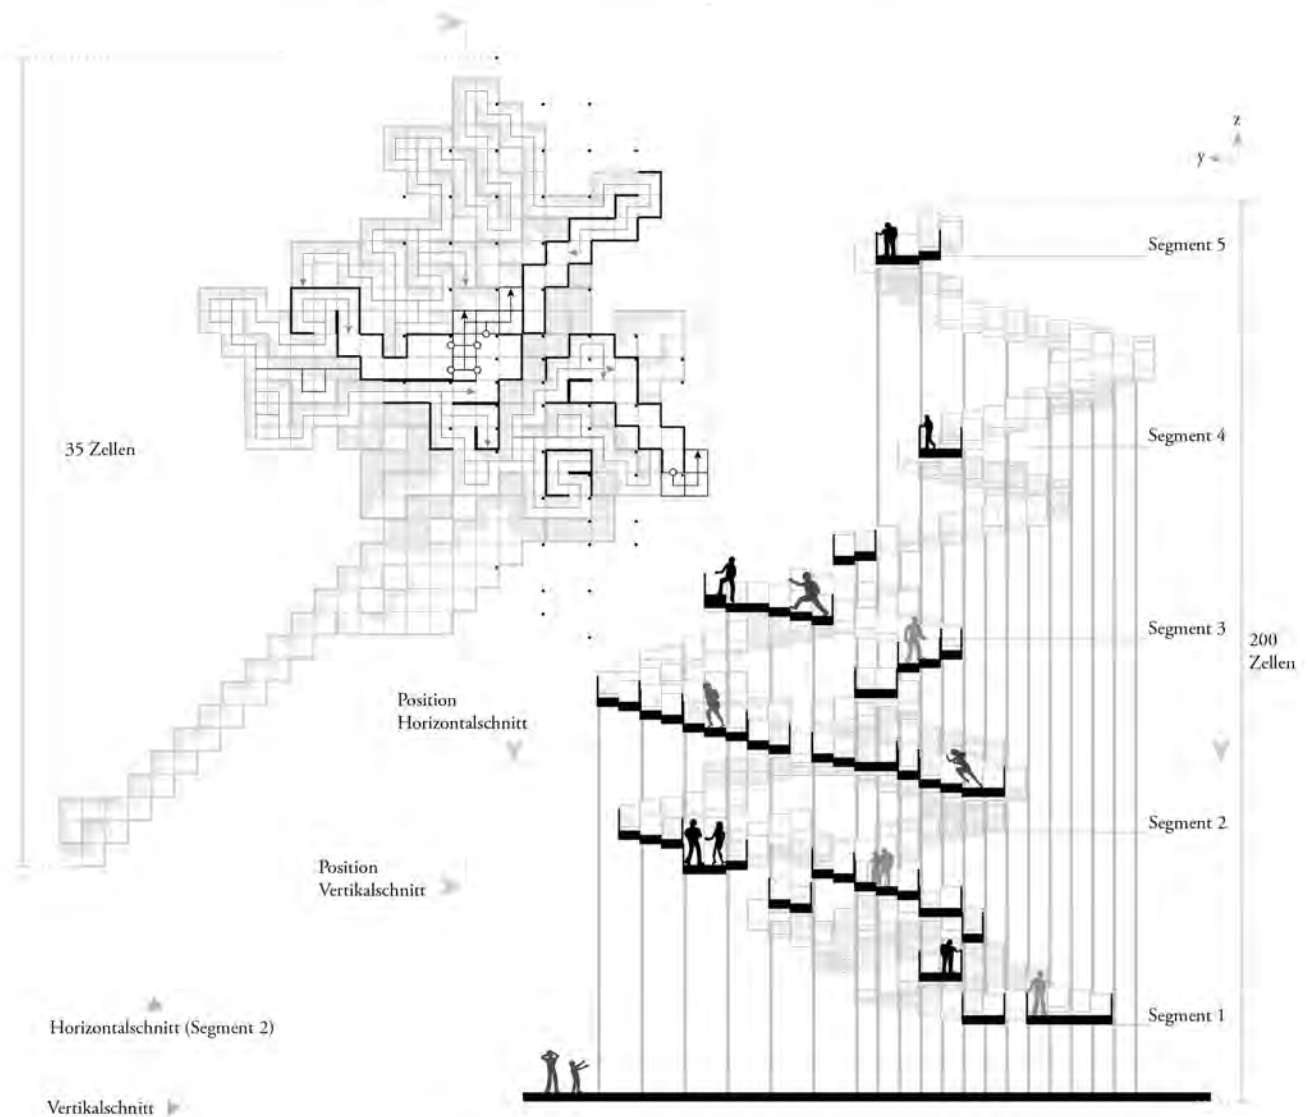 z
y
Segment 5
35 Zellen
Segment 4
Segment 3
200
Zellen
Position
Horizontalschnitt
Segment 2
Position
Vertikalschnitt
Horizontalschnitt (Segment 2)
Segment 1
Vertikalschnitt